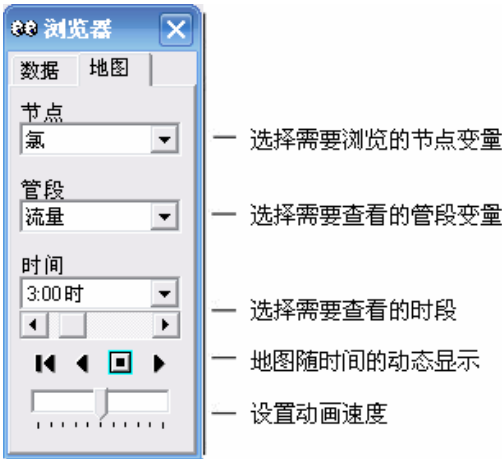 浏览器
数据 地图
节点
氯 — 选择需要浏览的节点变量
管段
流量 — 选择需要查看的管段变量
时间
3:00时
— 选择需要查看的时段
— 地图随时间的动态显示
— 设置动画速度